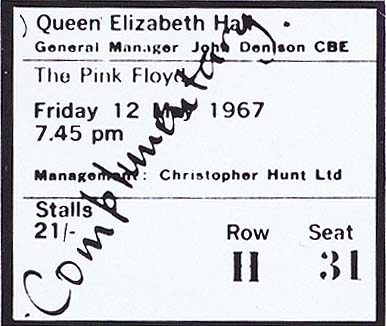 Queen Elizabeth Hall
General Manager John Denison CBE
The Pink Floyd
Friday 12 May 1967
7.45 pm
Management: Christopher Hunt Ltd
Stalls
21/-
Row Seat
H 31
Complimentary.